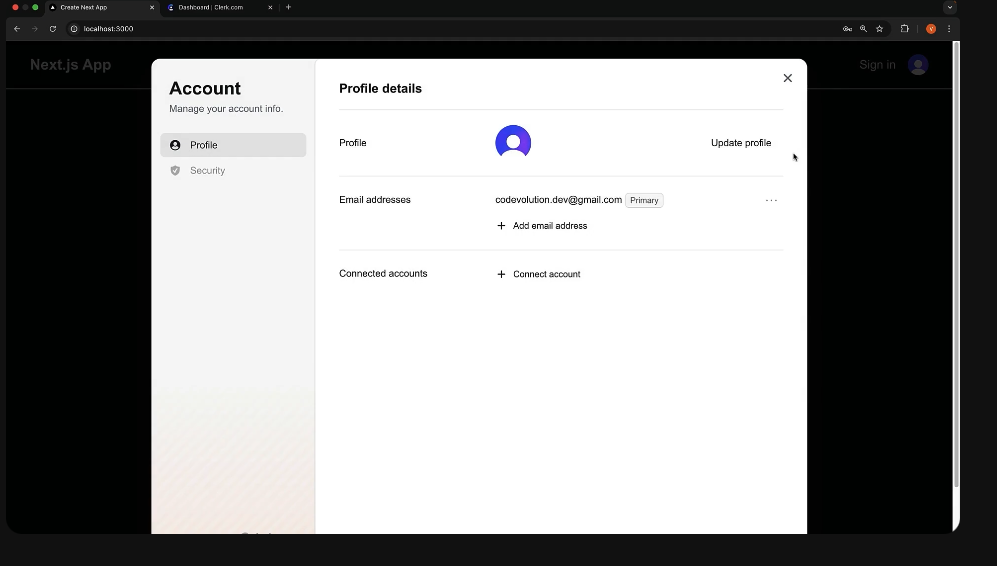 Create Next App
Dashboard | Clerk.com
localhost:3000
Next.js App
Sign in
Account
Manage your account info.
Profile
Security
Profile details
Profile
Update profile
Email addresses
codevolution.dev@gmail.com Primary
Add email address
Connected accounts
Connect account